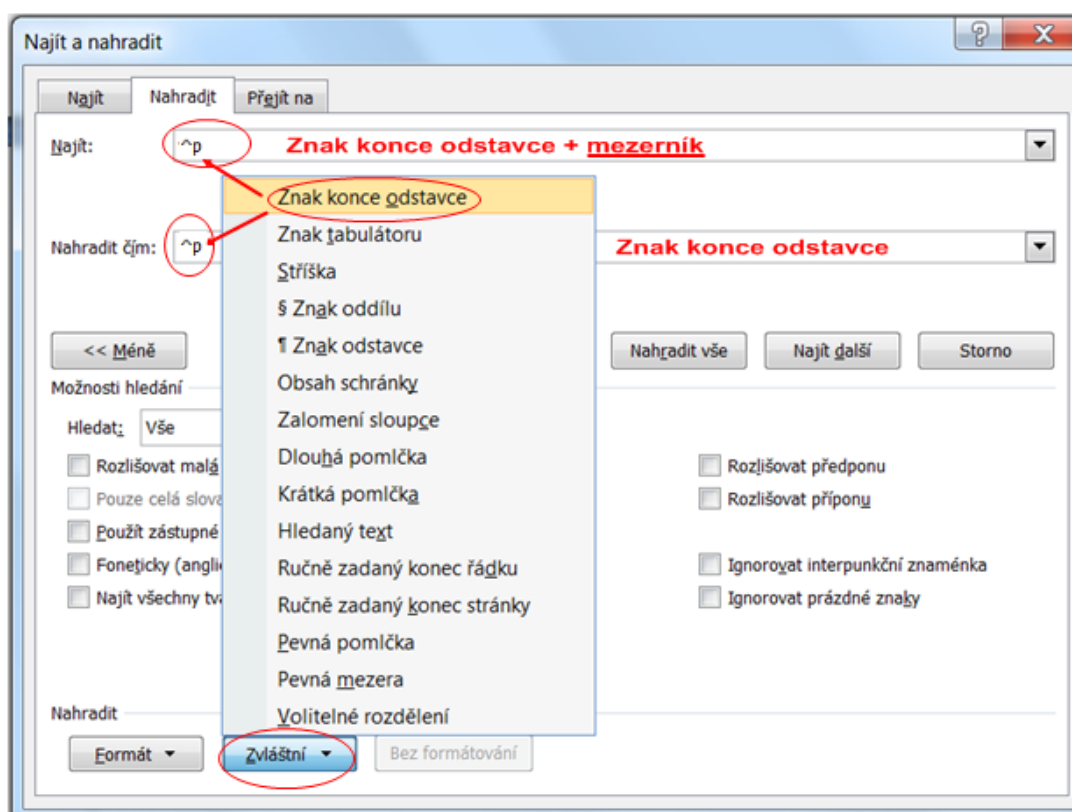 Najít a nahradit
Najít
Nahradit
Přejít na
Najít:
^p
Znak konce odstavce + mezerník
Nahradit čím:
^p
Znak konce odstavce
Znak konce odstavce
Znak tabulátoru
Stříška
§ Znak oddílu
¶ Znak odstavce
Obsah schránky
Zalomení sloupce
Dlouhá pomlčka
Krátká pomlčka
Hledaný text
Ručně zadaný konec řádku
Ručně zadaný konec stránky
Pevná pomlčka
Pevná mezera
Volitelné rozdělení
<< Méně
Nahradit vše
Najít další
Storno
Možnosti hledání
Hledat:
Vše
Rozlišovat malá
Pouze celá slova
Použít zástupné
Foneticky (angli
Najít všechny tva
Rozlišovat předponu
Rozlišovat příponu
Ignorovat interpunkční znaménka
Ignorovat prázdné znaky
Nahradit
Formát
Zvláštní
Bez formátování